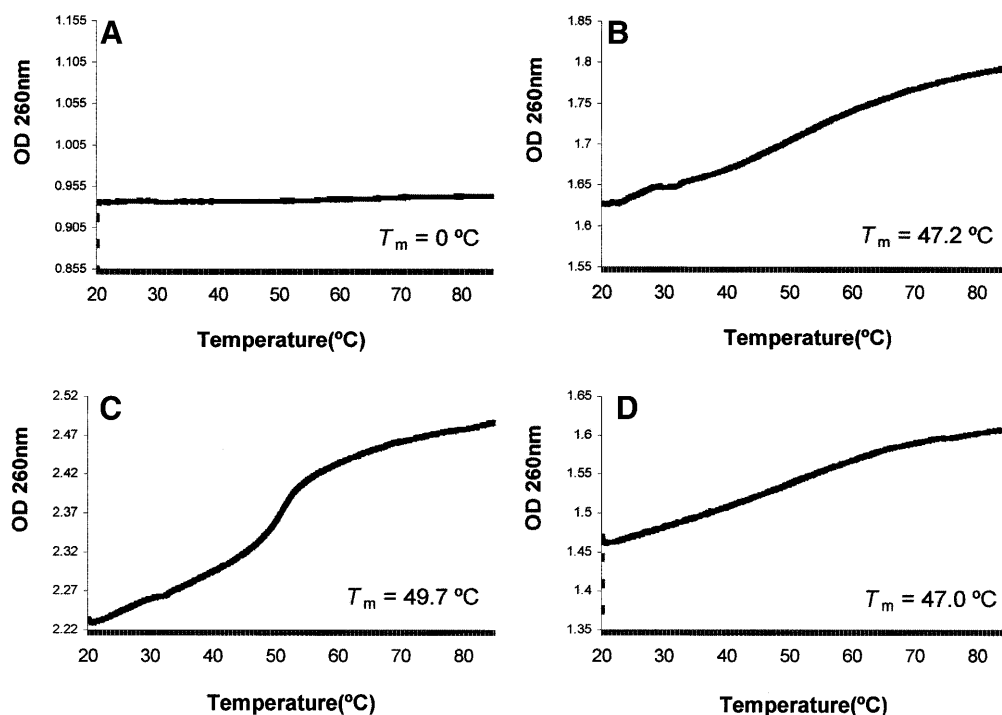 A
OD 260nm
1.155
1.105
1.055
1.005
0.955
0.905
0.855
20 30 40 50 60 70 80
Temperature(ºC)
Tm = 0 ºC
B
OD 260nm
1.85
1.8
1.75
1.7
1.65
1.6
1.55
20 30 40 50 60 70 80
Temperature(ºC)
Tm = 47.2 ºC
C
OD 260nm
2.52
2.47
2.42
2.37
2.32
2.27
2.22
20 30 40 50 60 70 80
Temperature(ºC)
Tm = 49.7 ºC
D
OD 260nm
1.65
1.6
1.55
1.5
1.45
1.4
1.35
20 30 40 50 60 70 80
Temperature(ºC)
Tm = 47.0 ºC